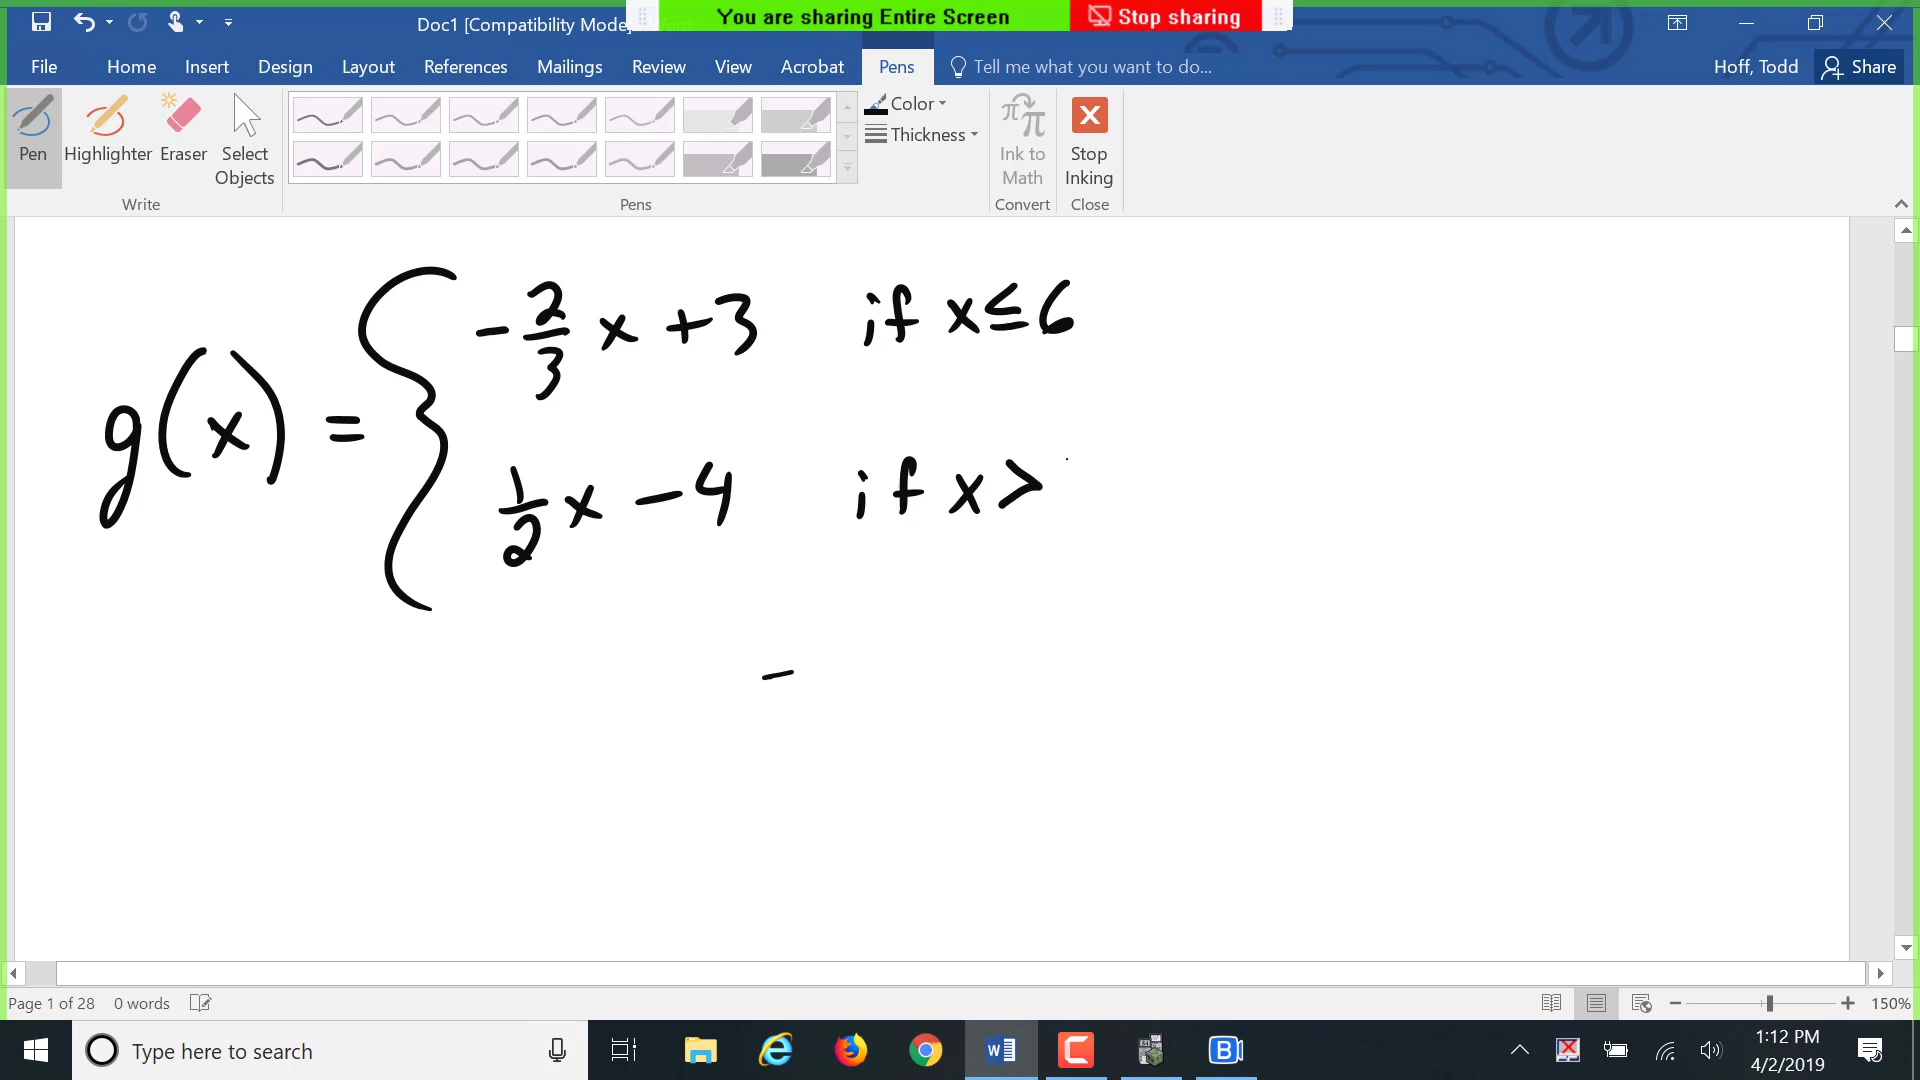 Doc1 [Compatibility Mode]
You are sharing Entire Screen
Stop sharing
File Home Insert Design Layout References Mailings Review View Acrobat Pens Tell me what you want to do... Hoff, Todd Share
Pen Highlighter Eraser Select Objects
Color
Thickness
Ink to Math
Stop Inking
Write Pens Convert Close
g(x) = { -2/3 x + 3 if x ≤ 6
1/2 x - 4 if x >
–
Page 1 of 28 0 words 150%
Type here to search
1:12 PM
4/2/2019